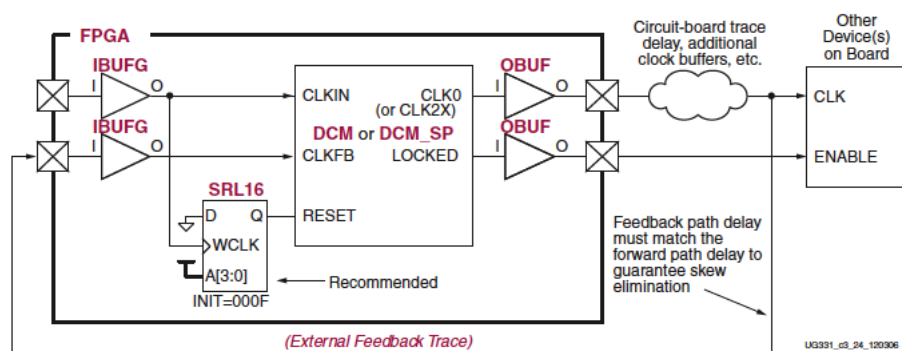 FPGA
IBUFG
I
O
IBUFG
I
O
CLKIN
CLK0
(or CLK2X)
DCM or DCM_SP
CLKFB
LOCKED
RESET
SRL16
D
Q
WCLK
A[3:0]
INIT=000F
Recommended
OBUF
I
O
OBUF
I
O
Circuit-board trace
delay, additional
clock buffers, etc.
Other
Device(s)
on Board
CLK
ENABLE
Feedback path delay
must match the
forward path delay to
guarantee skew
elimination
(External Feedback Trace)
UG331_c3_24_120306